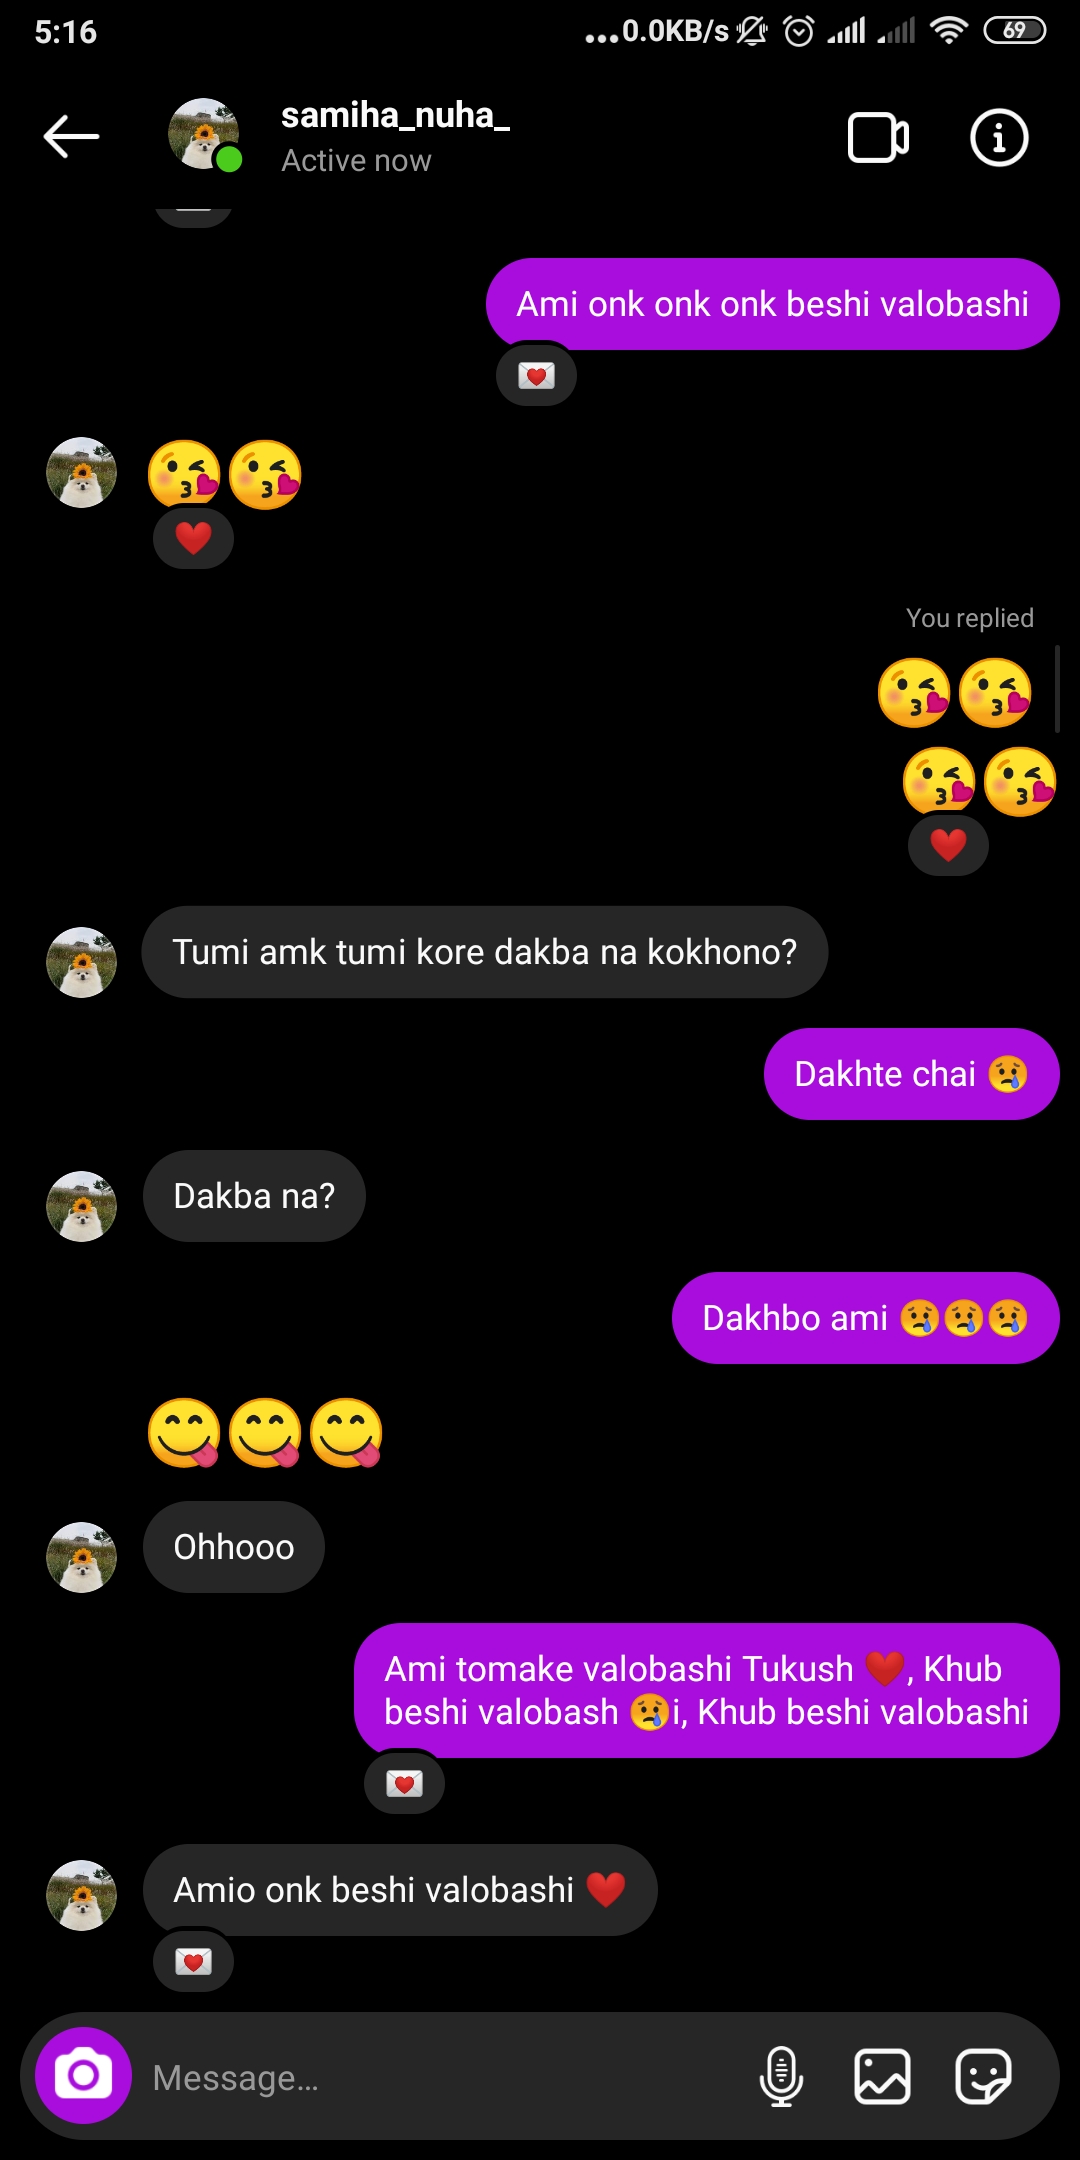 5:16
...0.0KB/s
69
samiha_nuha_
Active now
Ami onk onk onk beshi valobashi
💌
😘😘
❤️
You replied
😘😘
😘😘
❤️
Tumi amk tumi kore dakba na kokhono?
Dakhte chai 😢
Dakba na?
Dakhbo ami 😢😢😢
😋😋😋
Ohhooo
Ami tomake valobashi Tukush ❤️, Khub
beshi valobash 😢i, Khub beshi valobashi
💌
Amio onk beshi valobashi ❤️
💌
Message...